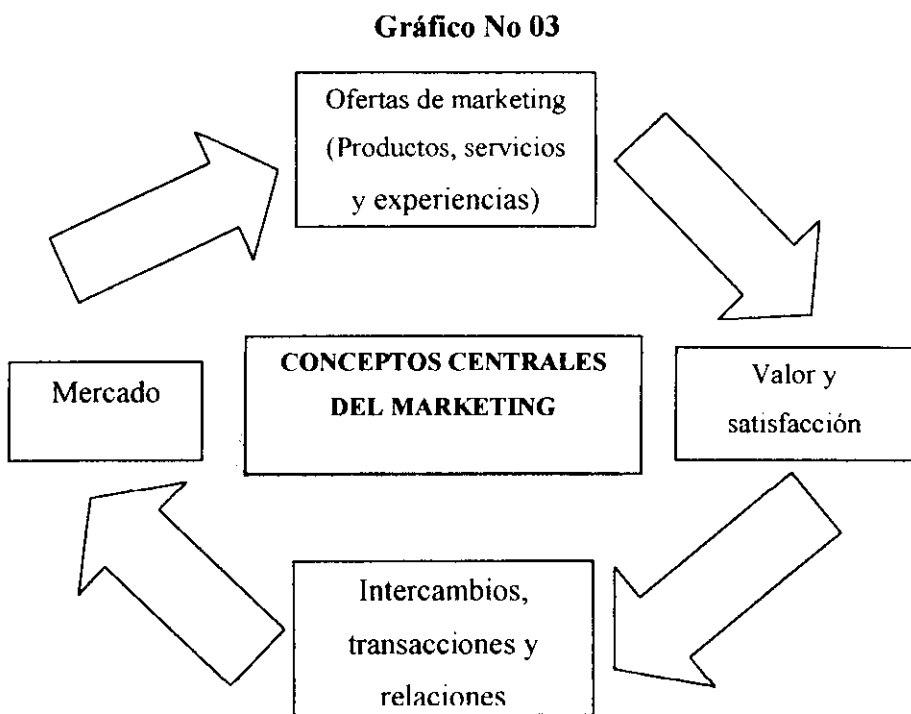 Gráfico No 03
Ofertas de marketing
(Productos, servicios
y experiencias)
CONCEPTOS CENTRALES
DEL MARKETING
Mercado
Valor y
satisfacción
Intercambios,
transacciones y
relaciones